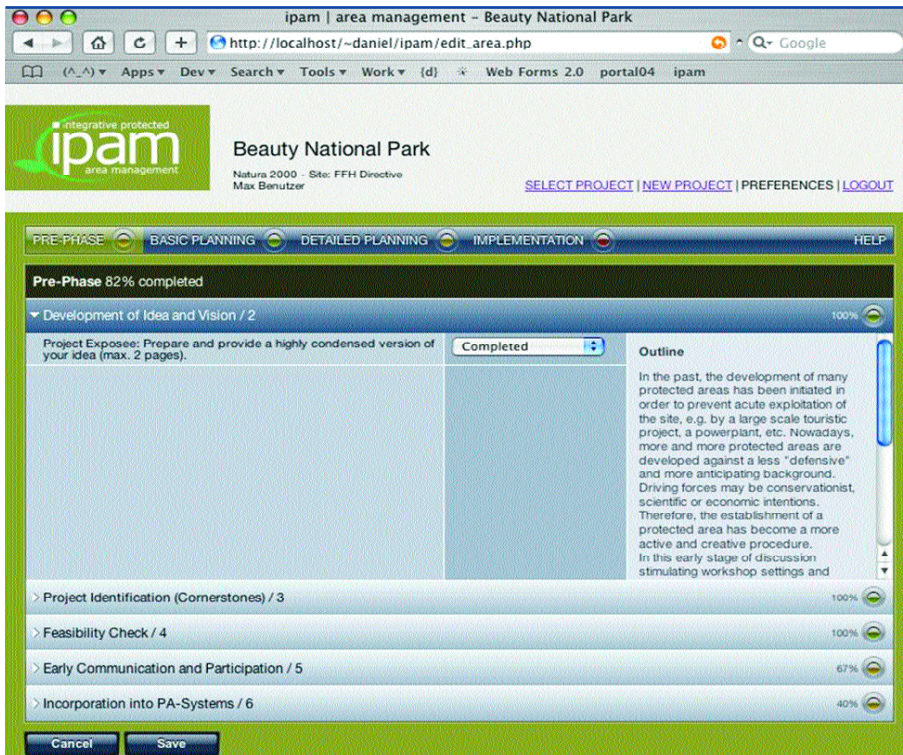 ipam | area management – Beauty National Park
http://localhost/~daniel/ipam/edit_area.php
Google
(^_^) Apps Dev Search Tools Work {d} Web Forms 2.0 portal04 ipam
integrative protected
ipam
area management
Beauty National Park
Natura 2000 - Site: FFH Directive
Max Benutzer
SELECT PROJECT | NEW PROJECT | PREFERENCES | LOGOUT
PRE-PHASE BASIC PLANNING DETAILED PLANNING IMPLEMENTATION HELP
Pre-Phase 82% completed
Development of Idea and Vision / 2 100%
Project Exposee: Prepare and provide a highly condensed version of
your idea (max. 2 pages).
Completed
Outline
In the past, the development of many
protected areas has been initiated in
order to prevent acute exploitation of
the site, e.g. by a large scale touristic
project, a powerplant, etc. Nowadays,
more and more protected areas are
developed against a less "defensive"
and more anticipating background.
Driving forces may be conservationist,
scientific or economic intentions.
Therefore, the establishment of a
protected area has become a more
active and creative procedure.
In this early stage of discussion
stimulating workshop settings and
Project Identification (Cornerstones) / 3 100%
Feasibility Check / 4 100%
Early Communication and Participation / 5 67%
Incorporation into PA-Systems / 6 40%
Cancel Save